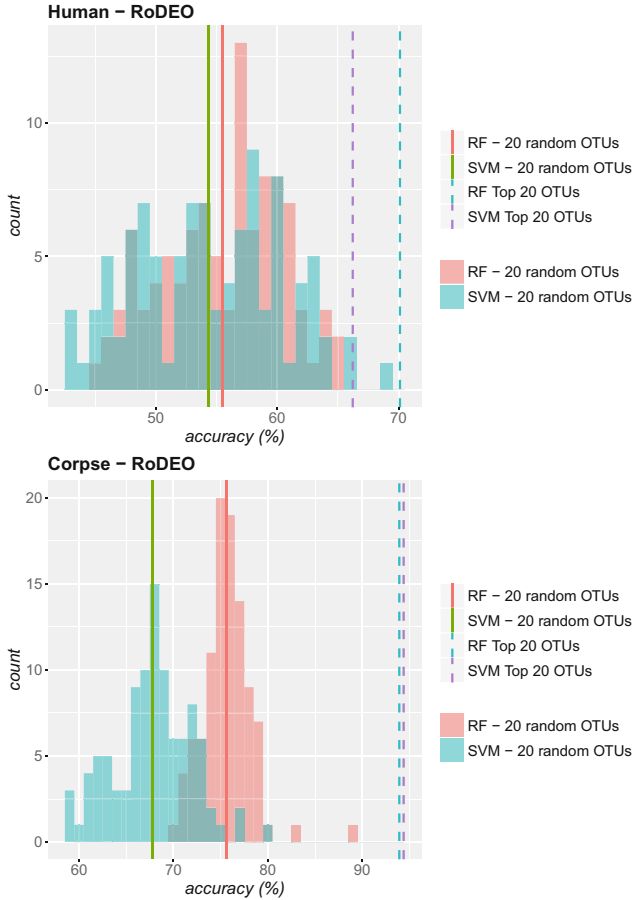 Human − RoDEO
10
5
0
count
50
60
70
accuracy (%)
RF − 20 random OTUs
SVM − 20 random OTUs
RF Top 20 OTUs
SVM Top 20 OTUs
RF − 20 random OTUs
SVM − 20 random OTUs
Corpse − RoDEO
20
15
10
5
0
count
60
70
80
90
accuracy (%)
RF − 20 random OTUs
SVM − 20 random OTUs
RF Top 20 OTUs
SVM Top 20 OTUs
RF − 20 random OTUs
SVM − 20 random OTUs